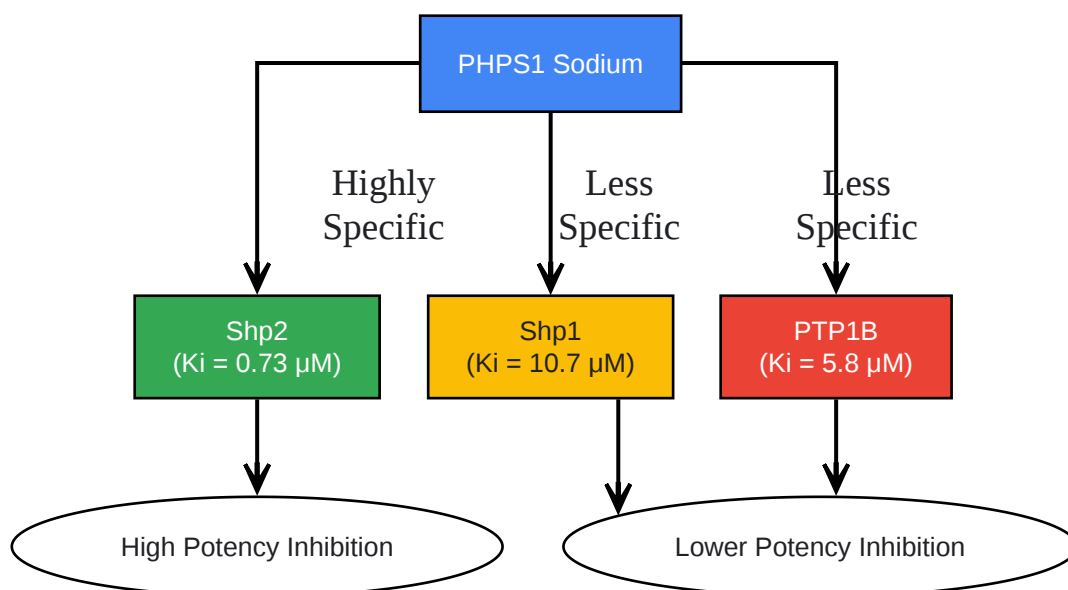 PHPS1 Sodium
Highly
Specific
Less
Specific
Less
Specific
Shp2
(Ki = 0.73 μM)
Shp1
(Ki = 10.7 μM)
PTP1B
(Ki = 5.8 μM)
High Potency Inhibition
Lower Potency Inhibition